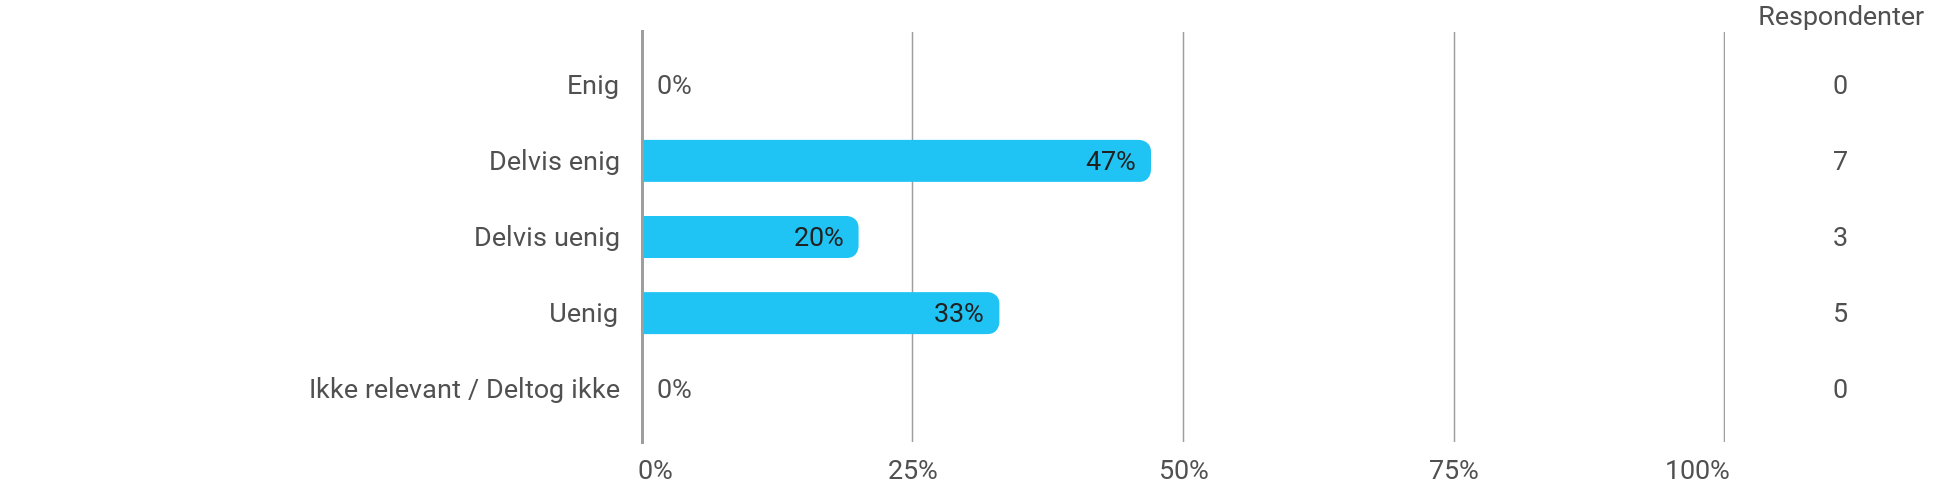 Respondenter
Enig 0% 0
Delvis enig 47% 7
Delvis uenig 20% 3
Uenig 33% 5
Ikke relevant / Deltog ikke 0% 0
0% 25% 50% 75% 100%